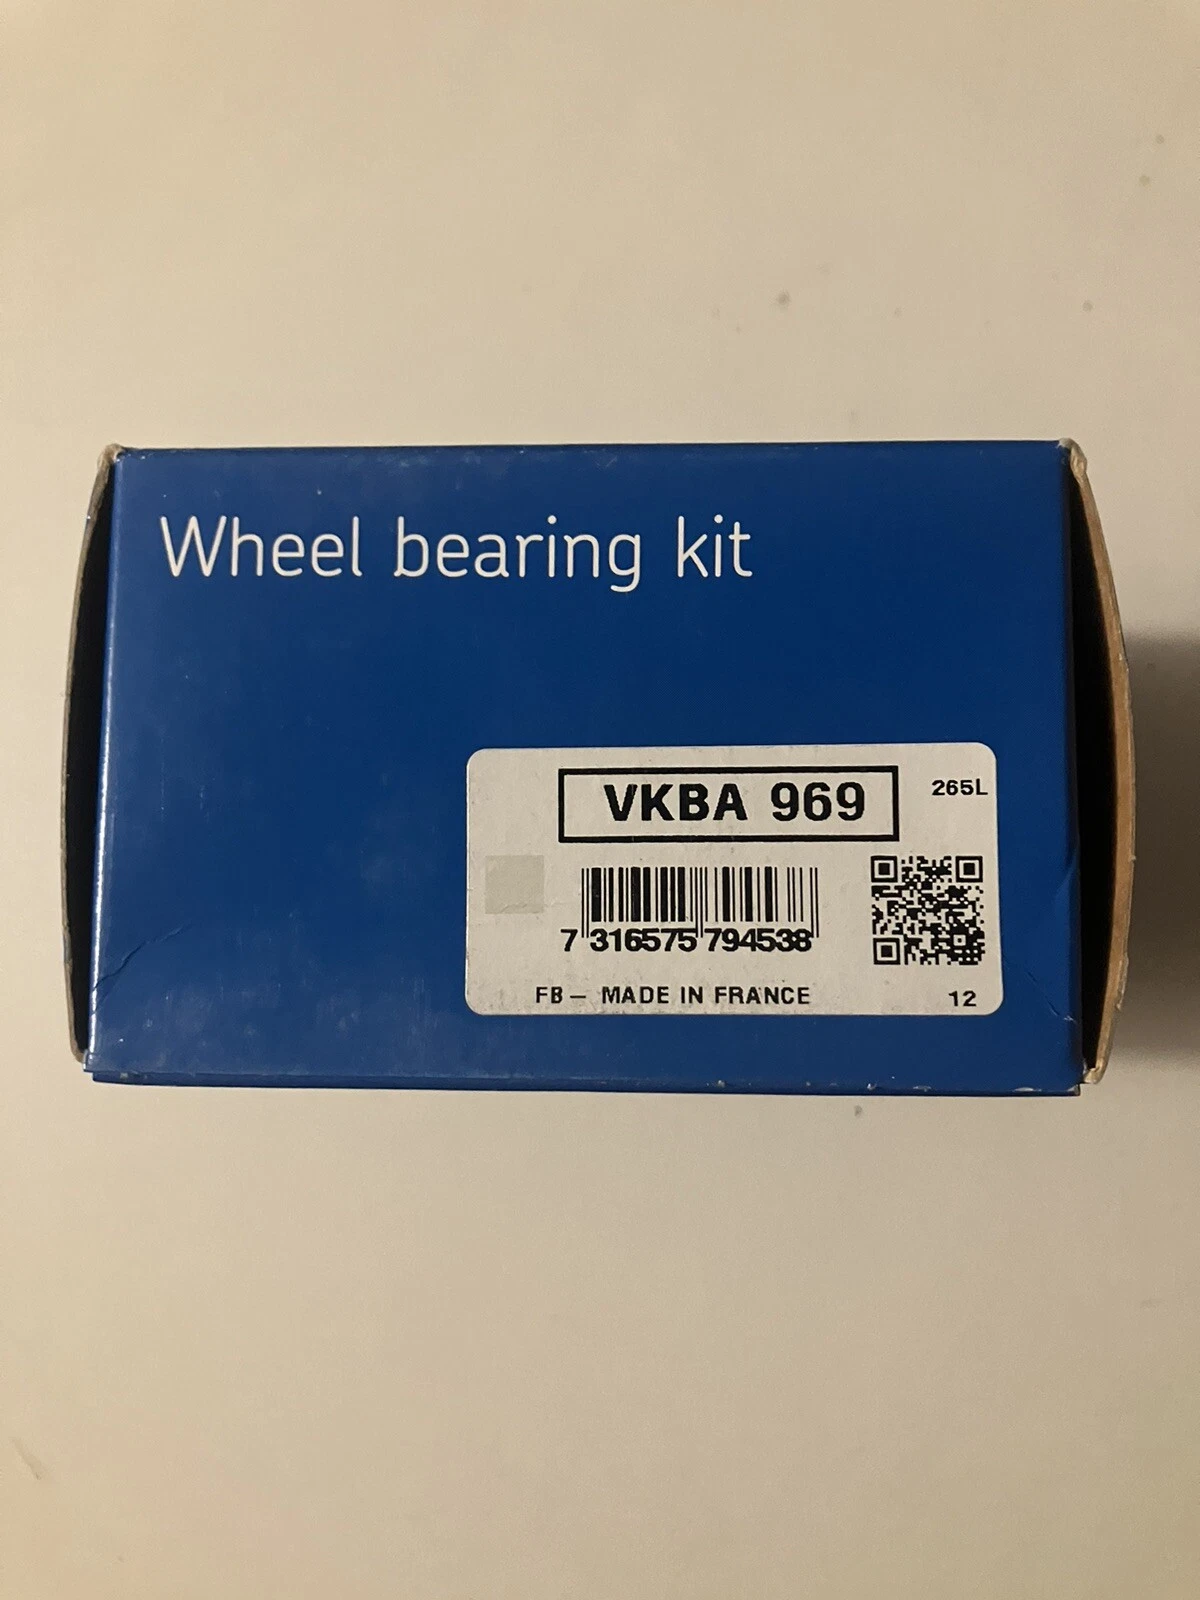 Wheel bearing kit
VKBA 969
265L
7 316575 794538
FB – MADE IN FRANCE
12